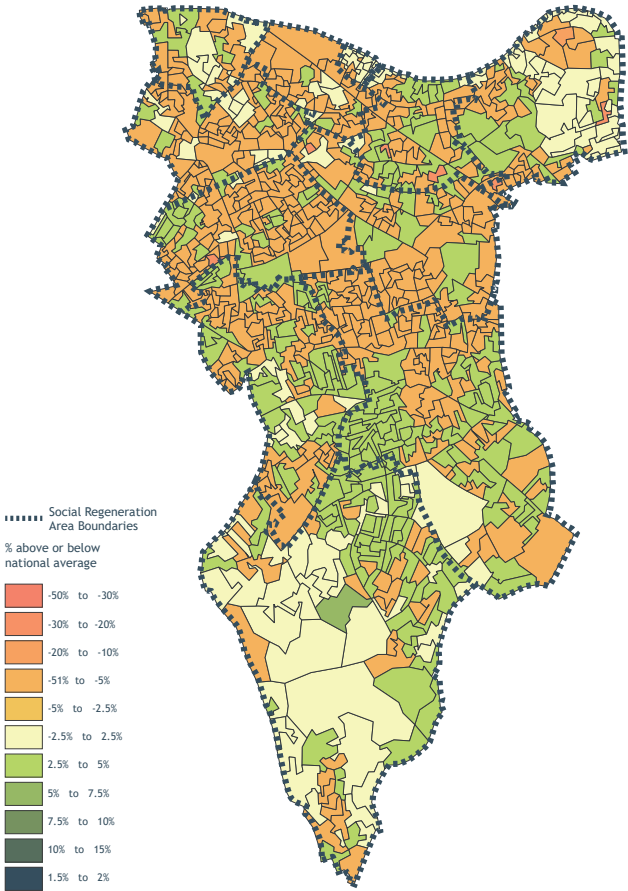 Social Regeneration
Area Boundaries
% above or below
national average
-50% to -30%
-30% to -20%
-20% to -10%
-51% to -5%
-5% to -2.5%
-2.5% to 2.5%
2.5% to 5%
5% to 7.5%
7.5% to 10%
10% to 15%
1.5% to 2%